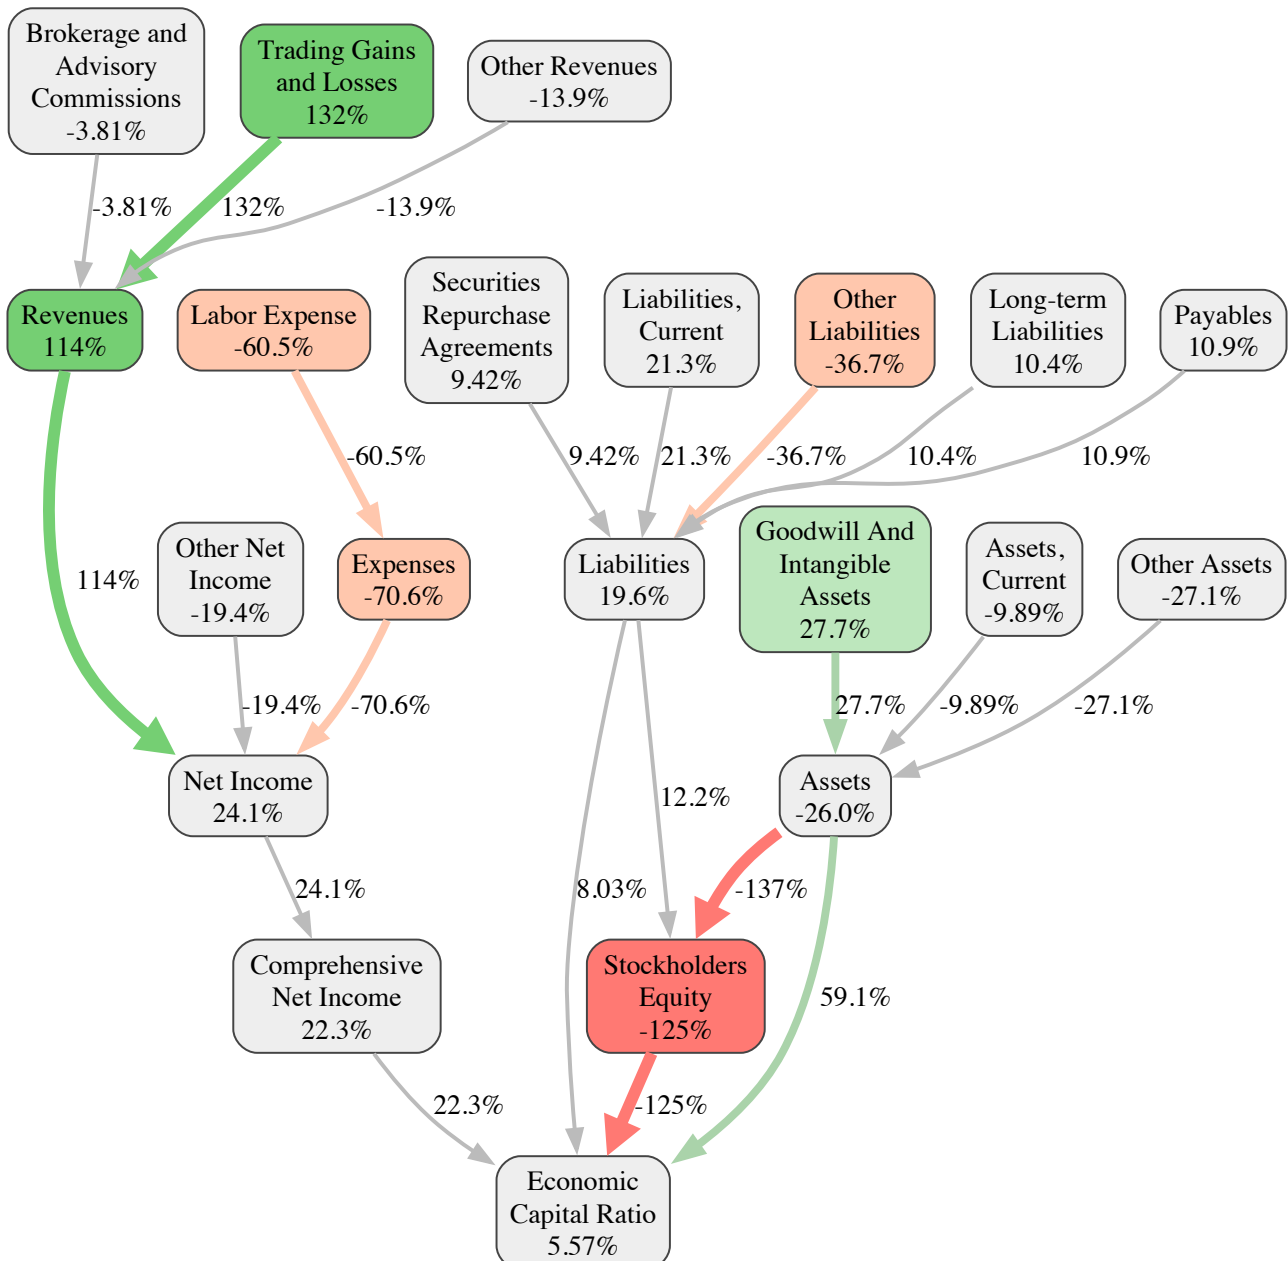 Brokerage and
Advisory
Commissions
-3.81%
Trading Gains
and Losses
132%
Other Revenues
-13.9%
-3.81%
132%
-13.9%
Revenues
114%
Labor Expense
-60.5%
Securities
Repurchase
Agreements
9.42%
Liabilities,
Current
21.3%
Other
Liabilities
-36.7%
Long-term
Liabilities
10.4%
Payables
10.9%
-60.5%
9.42%
21.3%
-36.7%
10.4%
10.9%
114%
Other Net
Income
-19.4%
Expenses
-70.6%
Liabilities
19.6%
Goodwill And
Intangible
Assets
27.7%
Assets,
Current
-9.89%
Other Assets
-27.1%
-19.4%
-70.6%
27.7%
-9.89%
-27.1%
Net Income
24.1%
12.2%
Assets
-26.0%
24.1%
8.03%
-137%
Comprehensive
Net Income
22.3%
Stockholders
Equity
-125%
59.1%
22.3%
-125%
Economic
Capital Ratio
5.57%